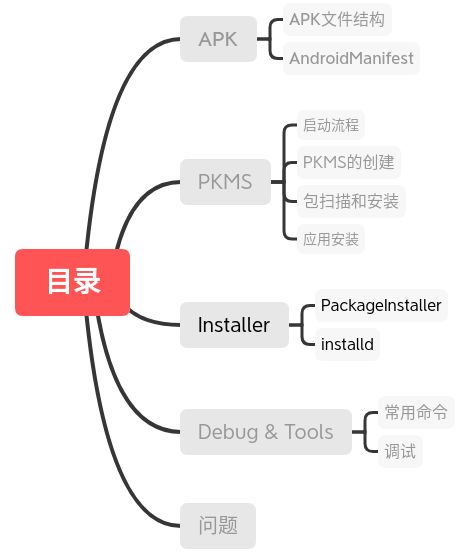 目录
APK
APK文件结构
AndroidManifest
PKMS
启动流程
PKMS的创建
包扫描和安装
应用安装
Installer
PackageInstaller
installd
Debug & Tools
常用命令
调试
问题